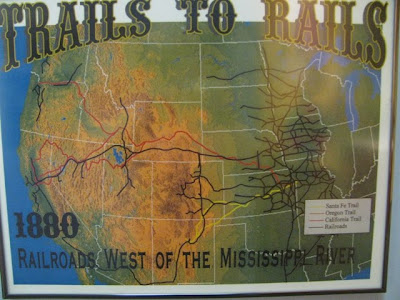 TRAILS TO RAILS
1880
RAILROADS WEST OF THE MISSISSIPPI RIVER
Santa Fe Trail
Oregon Trail
California Trail
Railroads